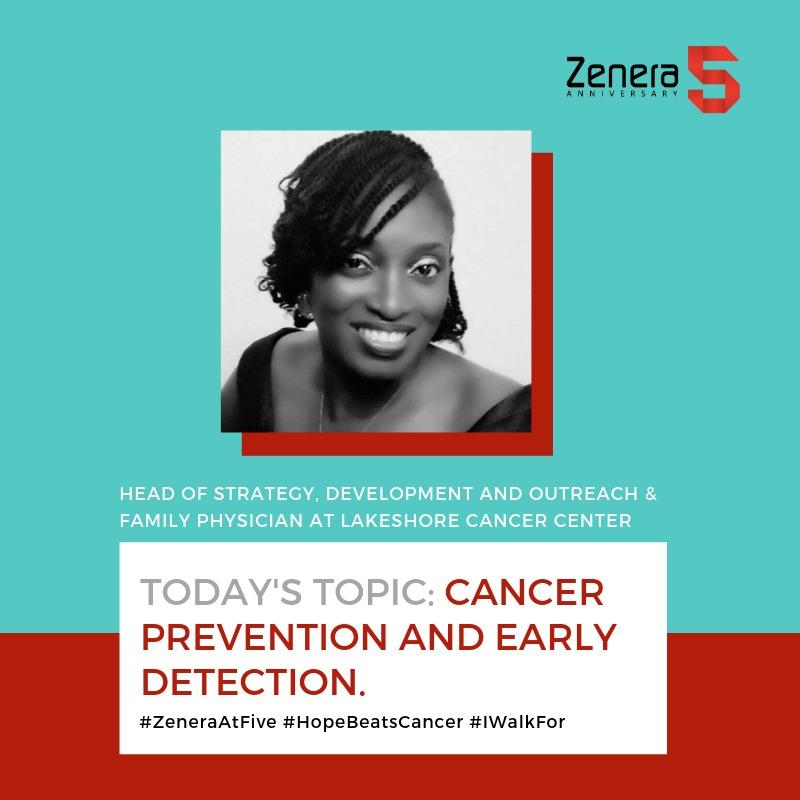 Zenera 5
ANNIVERSARY
HEAD OF STRATEGY, DEVELOPMENT AND OUTREACH &
FAMILY PHYSICIAN AT LAKESHORE CANCER CENTER
TODAY'S TOPIC: CANCER
PREVENTION AND EARLY
DETECTION.
#ZeneraAtFive #HopeBeatsCancer #IWalkFor